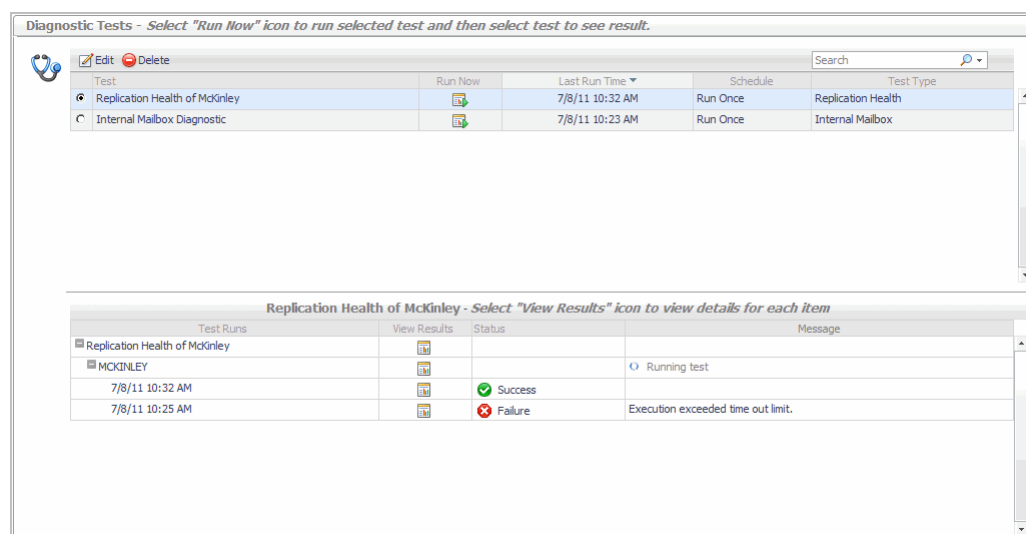 Diagnostic Tests - Select "Run Now" icon to run selected test and then select test to see result.
Edit Delete Search
Test Run Now Last Run Time Schedule Test Type
Replication Health of McKinley 7/8/11 10:32 AM Run Once Replication Health
Internal Mailbox Diagnostic 7/8/11 10:23 AM Run Once Internal Mailbox
Replication Health of McKinley - Select "View Results" icon to view details for each item
Test Runs View Results Status Message
Replication Health of McKinley
MCKINLEY Running test
7/8/11 10:32 AM Success
7/8/11 10:25 AM Failure Execution exceeded time out limit.